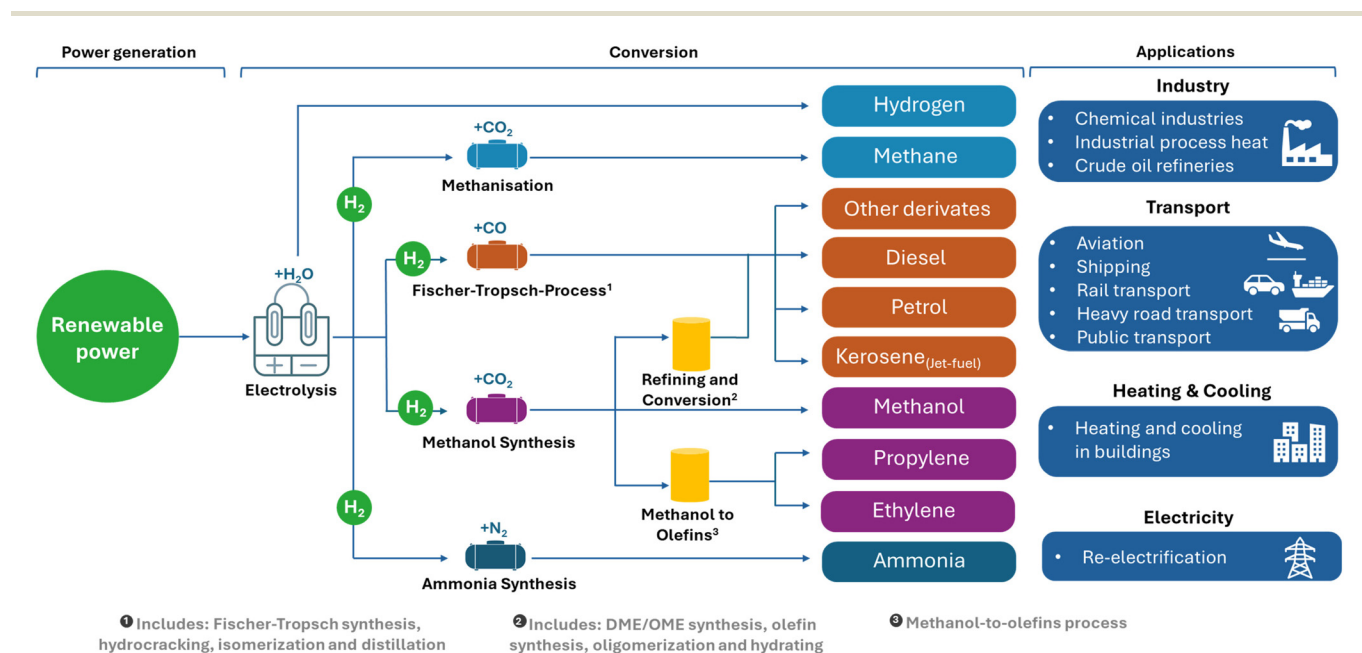 Power generation
Conversion
Applications
Renewable
power
+H₂O
Electrolysis
H₂
+CO₂
Methanisation
H₂
+CO
Fischer-Tropsch-Process¹
H₂
+CO₂
Methanol Synthesis
H₂
+N₂
Ammonia Synthesis
Refining and
Conversion²
Methanol to
Olefins³
Hydrogen
Methane
Other derivates
Diesel
Petrol
Kerosene(Jet-fuel)
Methanol
Propylene
Ethylene
Ammonia
Industry
• Chemical industries
• Industrial process heat
• Crude oil refineries
Transport
• Aviation
• Shipping
• Rail transport
• Heavy road transport
• Public transport
Heating & Cooling
• Heating and cooling
in buildings
Electricity
• Re-electrification
❶ Includes: Fischer-Tropsch synthesis,
hydrocracking, isomerization and distillation
❷ Includes: DME/OME synthesis, olefin
synthesis, oligomerization and hydrating
❸ Methanol-to-olefins process